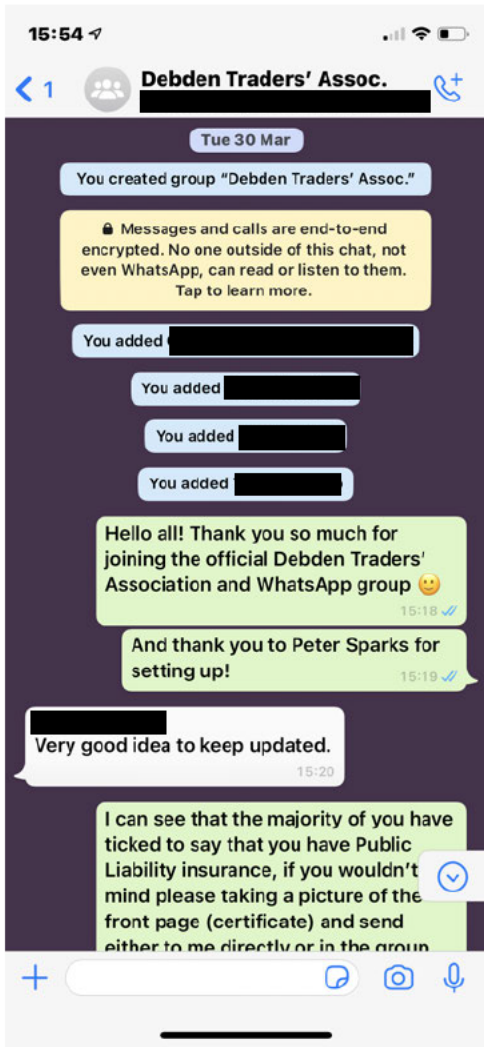 15:54
1
Debden Traders' Assoc.
Tue 30 Mar
You created group “Debden Traders' Assoc.”
Messages and calls are end-to-end
encrypted. No one outside of this chat, not
even WhatsApp, can read or listen to them.
Tap to learn more.
You added
You added
You added
You added
Hello all! Thank you so much for
joining the official Debden Traders'
Association and WhatsApp group 🙂
15:18
And thank you to Peter Sparks for
setting up!
15:19
Very good idea to keep updated.
15:20
I can see that the majority of you have
ticked to say that you have Public
Liability insurance, if you wouldn't
mind please taking a picture of the
front page (certificate) and send
either to me directly or in the group